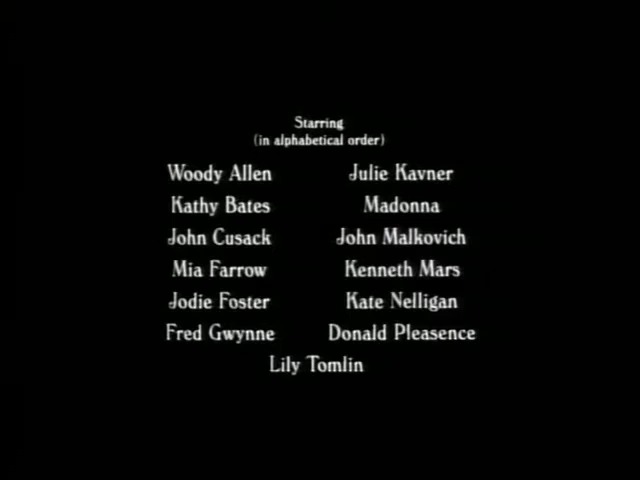 Starring
(in alphabetical order)
Woody Allen Julie Kavner
Kathy Bates Madonna
John Cusack John Malkovich
Mia Farrow Kenneth Mars
Jodie Foster Kate Nelligan
Fred Gwynne Donald Pleasence
Lily Tomlin